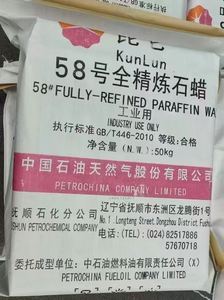 KunLun
58号全精炼石蜡
58#FULLY-REFINED PARAFFIN WA
工业用
INDUSTRY USE ONLY
执行标准GB/T446-2010 等级:合格
净含量(N.W.):50kg
中国石油天然气股份有限公司
PETROCHINA COMPANY LIMITED
抚顺石化分公司
SHUN PETROCHEMICAL COMPANY
辽宁省抚顺市东洲区龙腾街1号
No.1 Longteng Street,Dongzhou District,Fushun
电话(TEL):(024)82517886
57670718
委托成型单位:中石油燃料油有限责任公司(X)
PETROCHINA FUELOIL COMPANY LIMITED